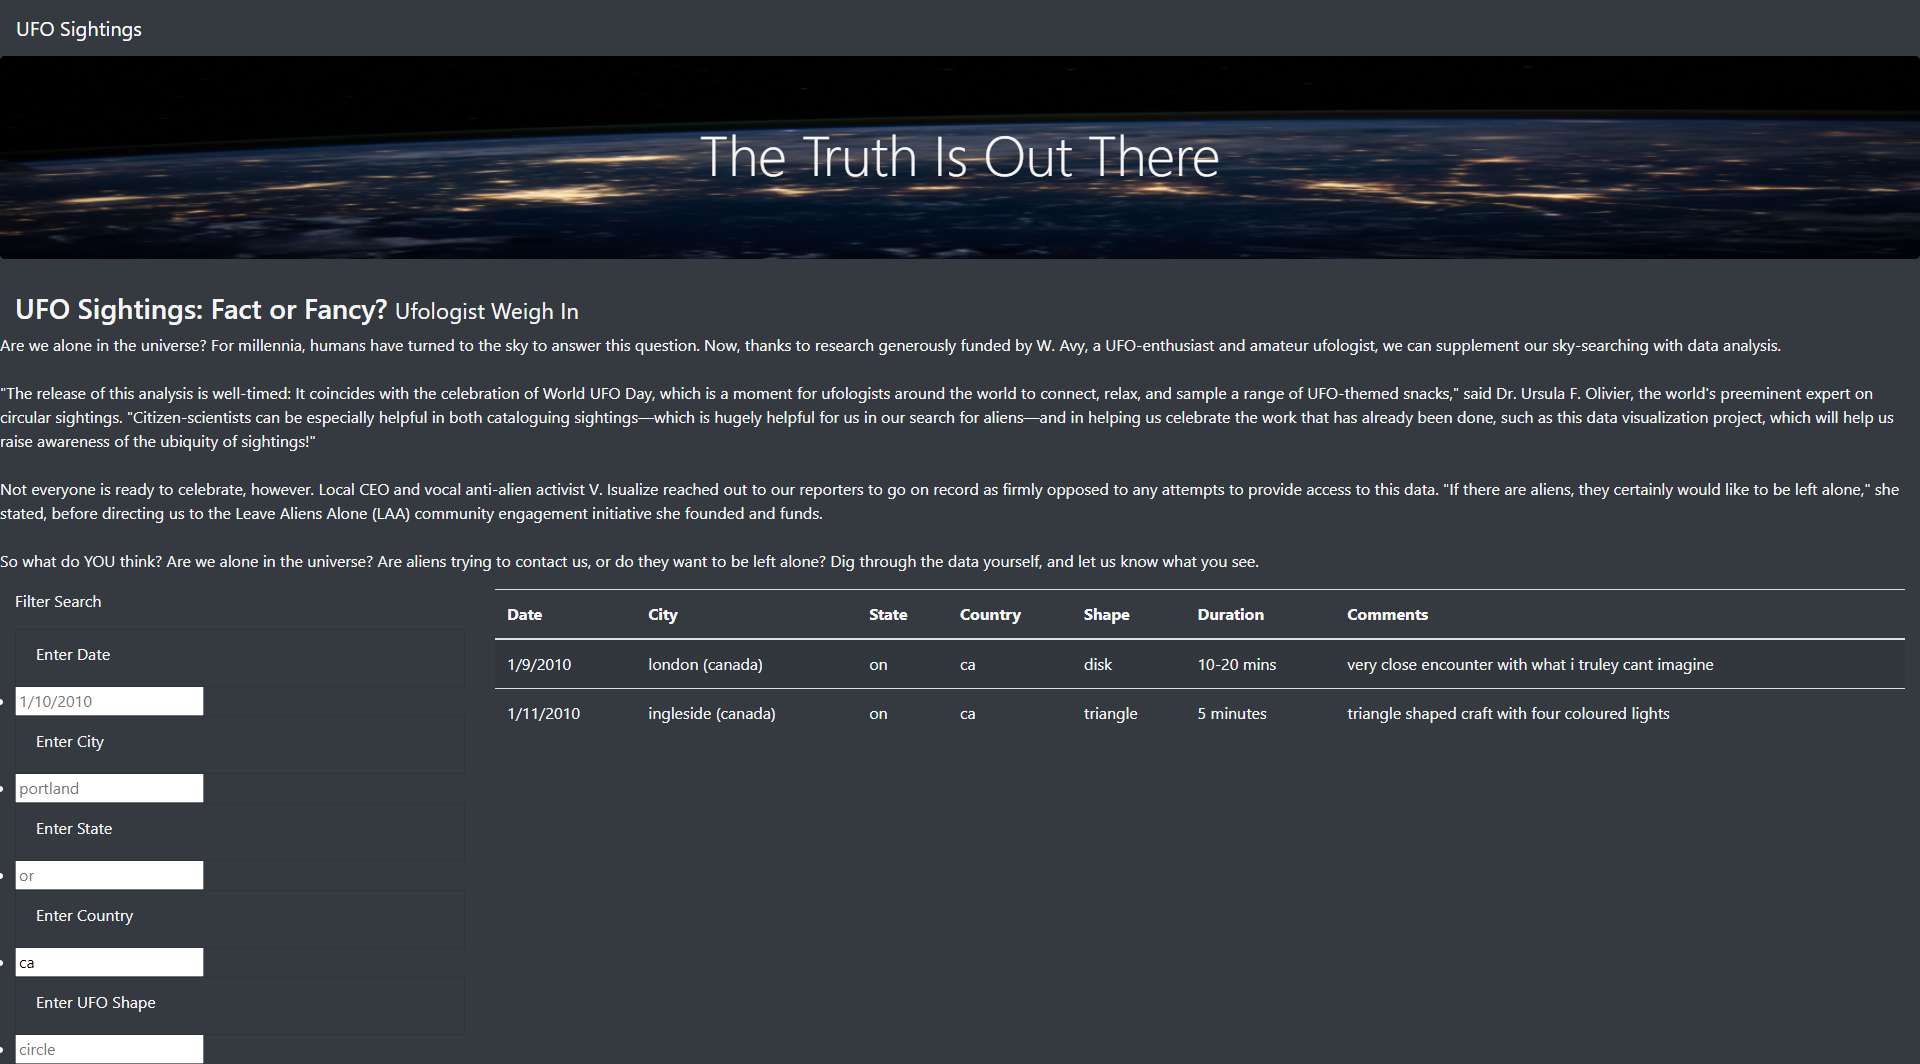 UFO Sightings
The Truth Is Out There
UFO Sightings: Fact or Fancy? Ufologist Weigh In
Are we alone in the universe? For millennia, humans have turned to the sky to answer this question. Now, thanks to research generously funded by W. Avy, a UFO-enthusiast and amateur ufologist, we can supplement our sky-searching with data analysis.
"The release of this analysis is well-timed: It coincides with the celebration of World UFO Day, which is a moment for ufologists around the world to connect, relax, and sample a range of UFO-themed snacks," said Dr. Ursula F. Olivier, the world's preeminent expert on
circular sightings. "Citizen-scientists can be especially helpful in both cataloguing sightings—which is hugely helpful for us in our search for aliens—and in helping us celebrate the work that has already been done, such as this data visualization project, which will help us
raise awareness of the ubiquity of sightings!"
Not everyone is ready to celebrate, however. Local CEO and vocal anti-alien activist V. Isualize reached out to our reporters to go on record as firmly opposed to any attempts to provide access to this data. "If there are aliens, they certainly would like to be left alone," she
stated, before directing us to the Leave Aliens Alone (LAA) community engagement initiative she founded and funds.
So what do YOU think? Are we alone in the universe? Are aliens trying to contact us, or do they want to be left alone? Dig through the data yourself, and let us know what you see.
Filter Search
Enter Date
1/10/2010
Enter City
portland
Enter State
or
Enter Country
ca
Enter UFO Shape
circle
Date City State Country Shape Duration Comments
1/9/2010 london (canada) on ca disk 10-20 mins very close encounter with what i truley cant imagine
1/11/2010 ingleside (canada) on ca triangle 5 minutes triangle shaped craft with four coloured lights